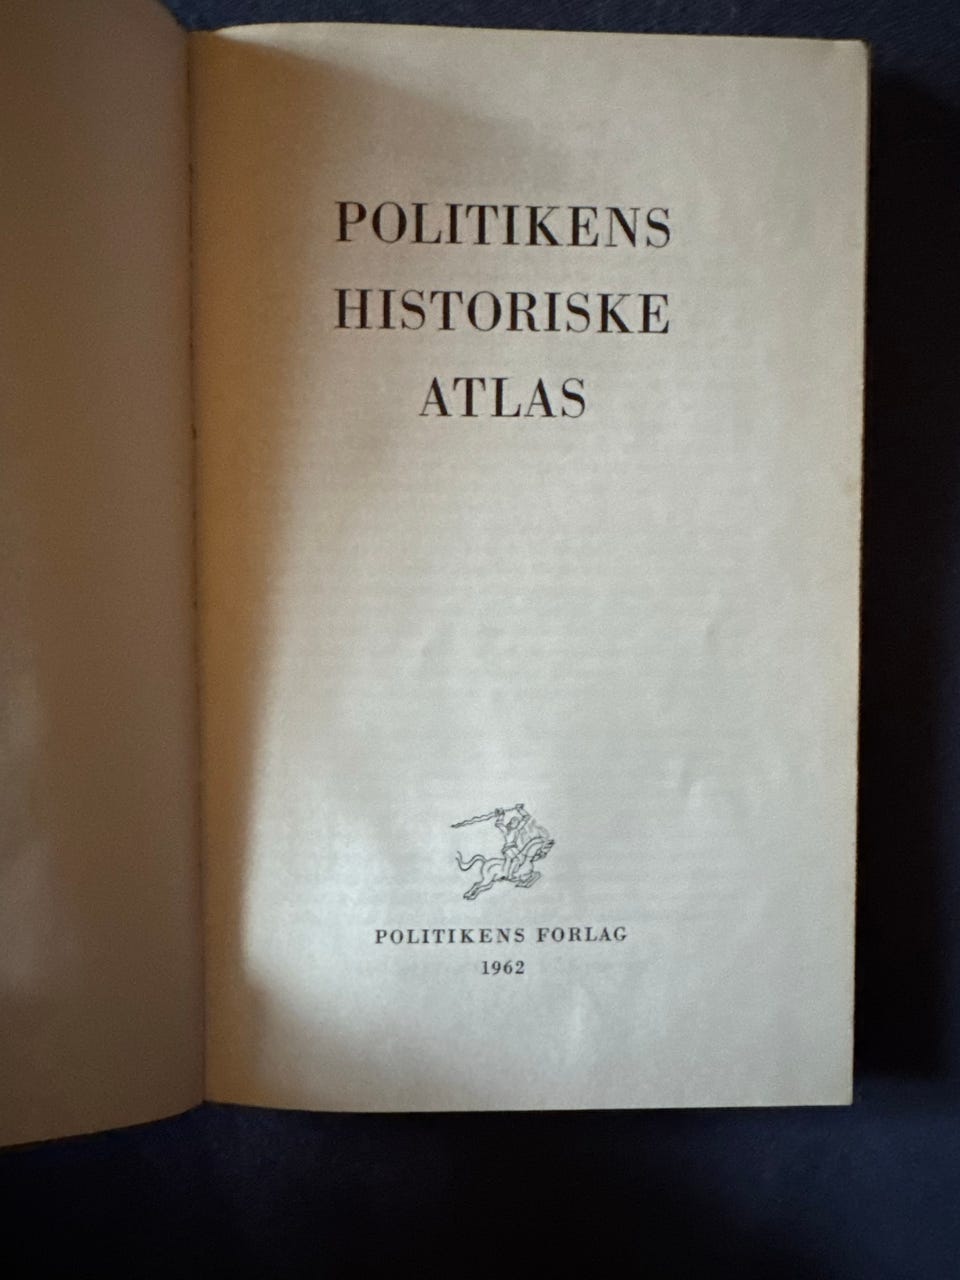 POLITIKENS
HISTORISKE
ATLAS
POLITIKENS FORLAG
1962